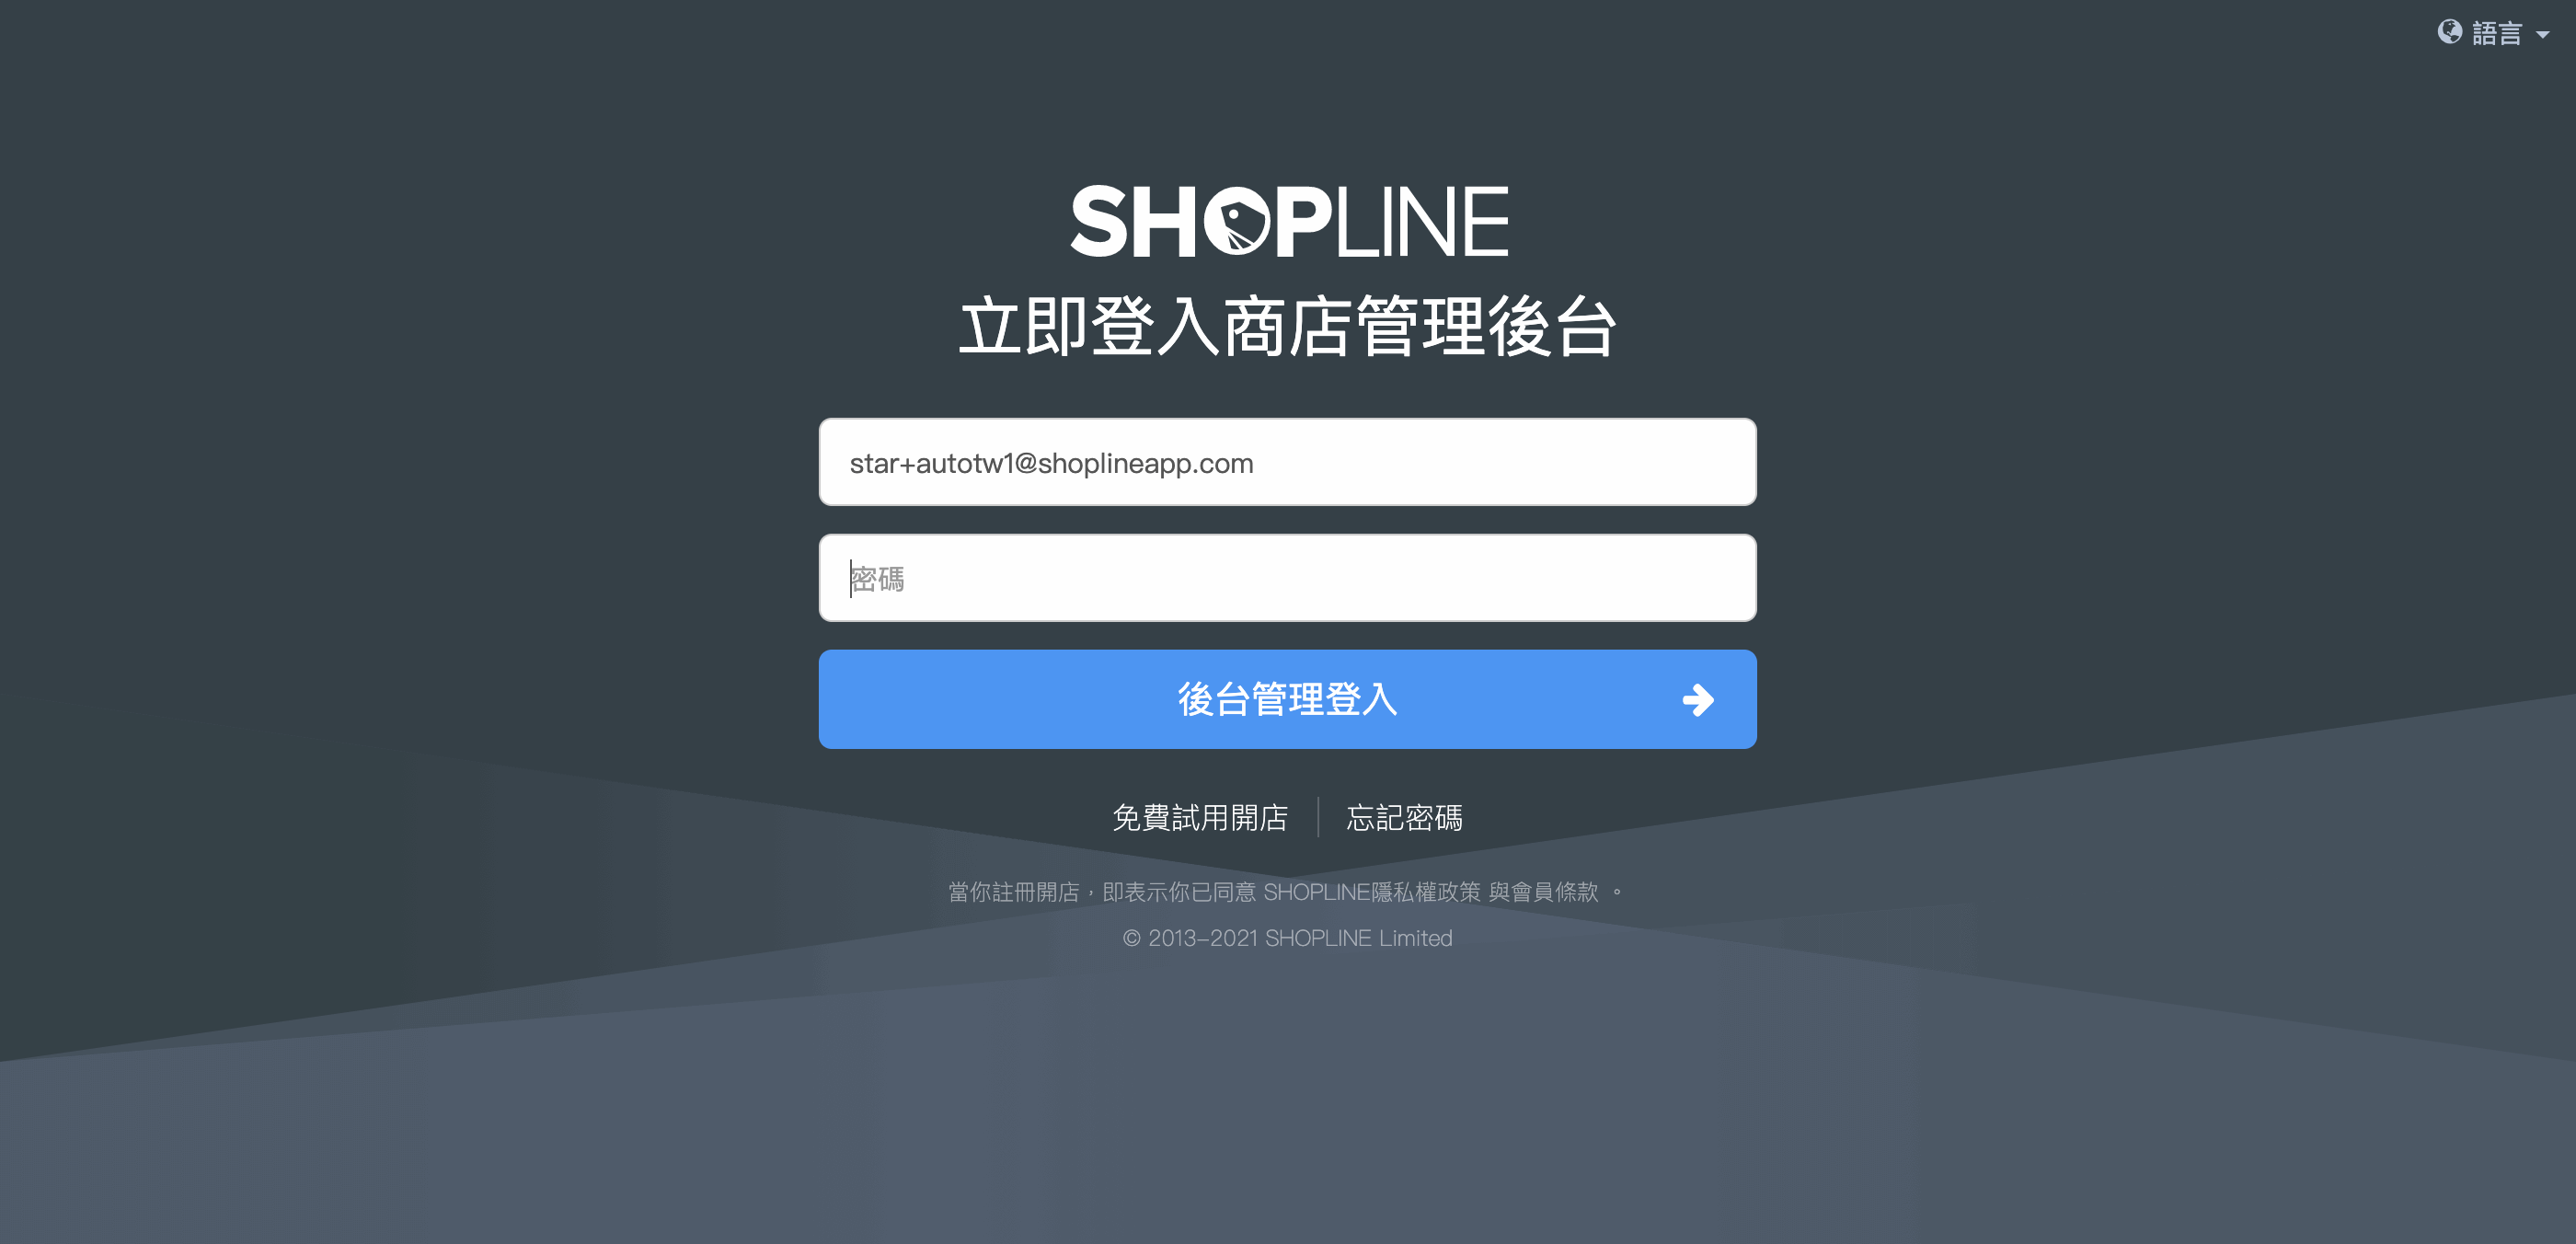 語言
SHOPLINE
立即登入商店管理後台
star+autotw1@shoplineapp.com
密碼
後台管理登入
免費試用開店 忘記密碼
當你註冊開店，即表示你已同意 SHOPLINE隱私權政策 與會員條款 。
© 2013-2021 SHOPLINE Limited